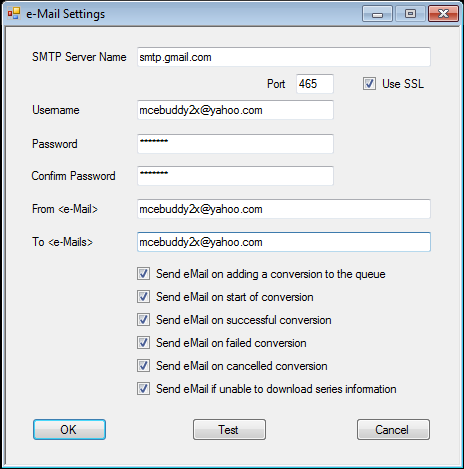 e-Mail Settings
SMTP Server Name smtp.gmail.com
Port 465 Use SSL
Username mcebuddy2x@yahoo.com
Password *******
Confirm Password *******
From <e-Mail> mcebuddy2x@yahoo.com
To <e-Mails> mcebuddy2x@yahoo.com
Send eMail on adding a conversion to the queue
Send eMail on start of conversion
Send eMail on successful conversion
Send eMail on failed conversion
Send eMail on cancelled conversion
Send eMail if unable to download series information
OK Test Cancel